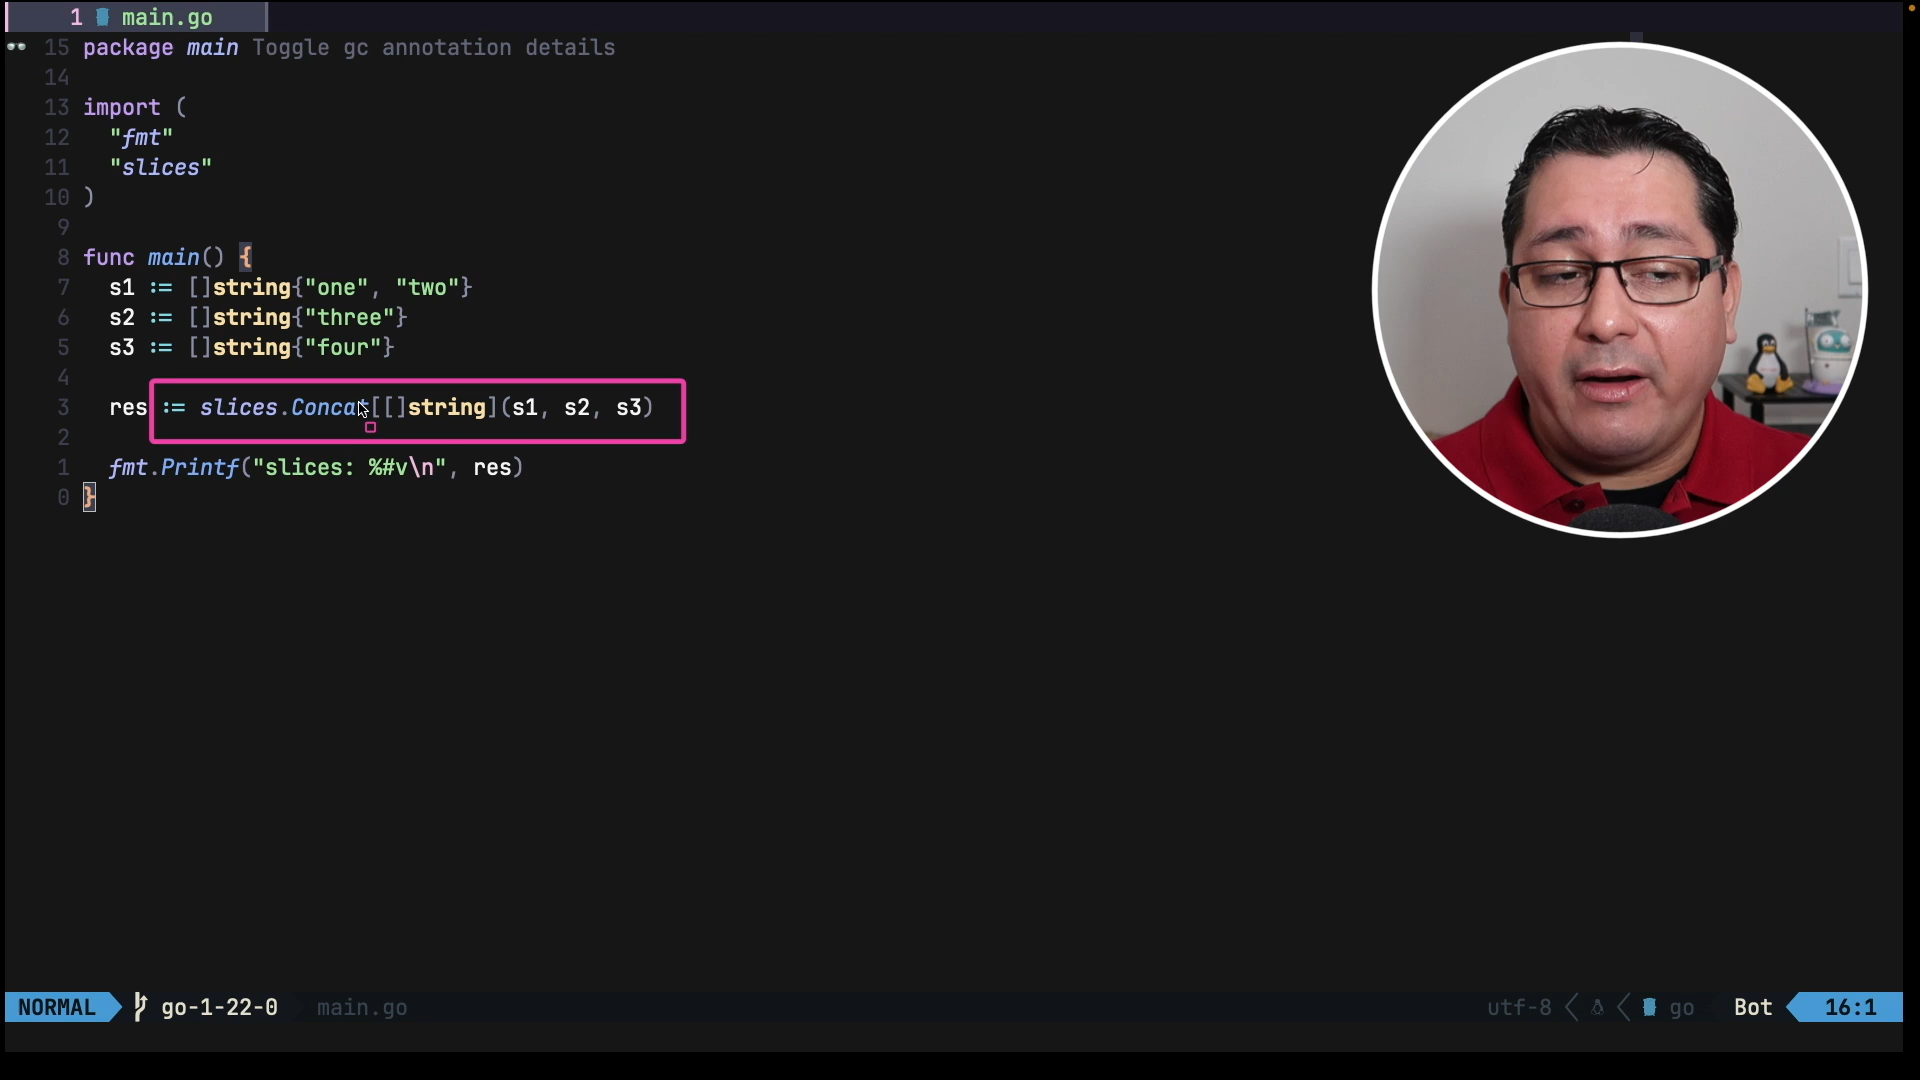 1 main.go
15 package main Toggle gc annotation details
14
13 import (
12   "fmt"
11   "slices"
10 )
9
8 func main() {
7   s1 := []string{"one", "two"}
6   s2 := []string{"three"}
5   s3 := []string{"four"}
4
3   res := slices.Concat[[]string](s1, s2, s3)
2
1   fmt.Printf("slices: %#v\n", res)
0 }
NORMAL go-1-22-0 main.go utf-8 go Bot 16:1